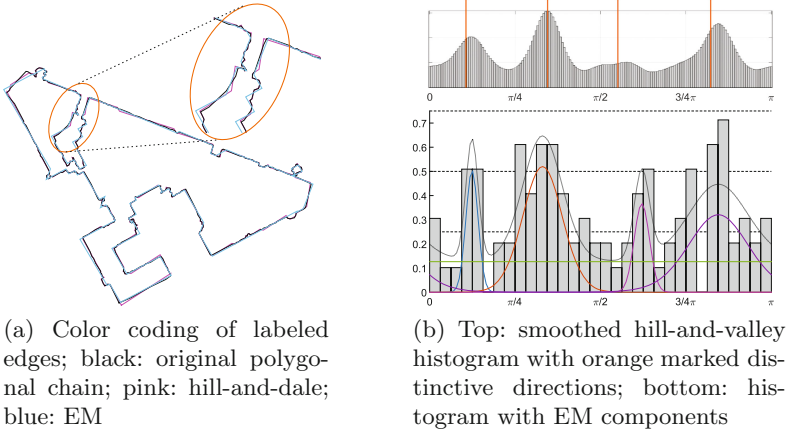 0 π/4 π/2 3/4π π
0.7
0.6
0.5
0.4
0.3
0.2
0.1
0
0 π/4 π/2 3/4π π
(a) Color coding of labeled
edges; black: original polygo-
nal chain; pink: hill-and-dale;
blue: EM
(b) Top: smoothed hill-and-valley
histogram with orange marked dis-
tinctive directions; bottom: his-
togram with EM components